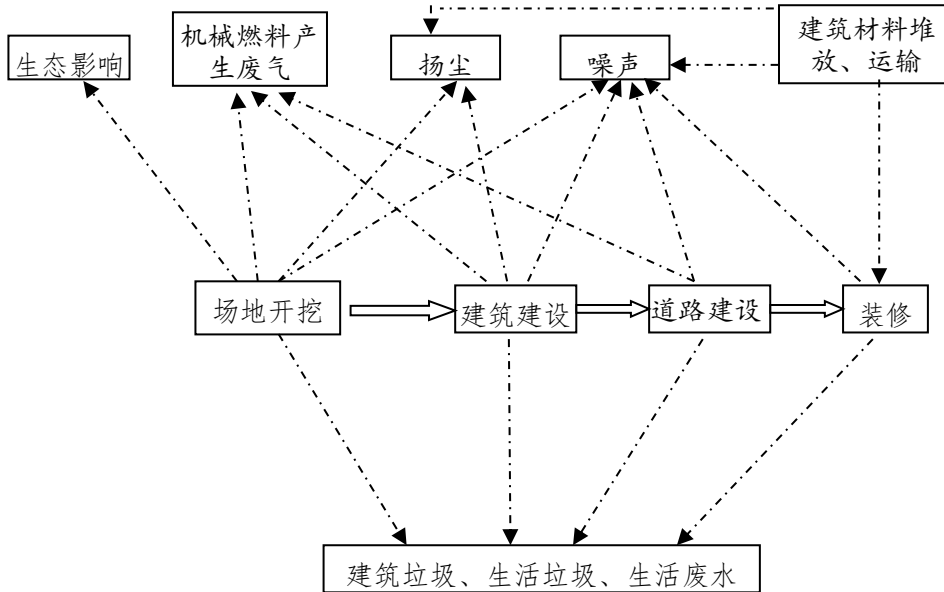 生态影响
机械燃料产
生废气
扬尘
噪声
建筑材料堆
放、运输
场地开挖
建筑建设
道路建设
装修
建筑垃圾、生活垃圾、生活废水